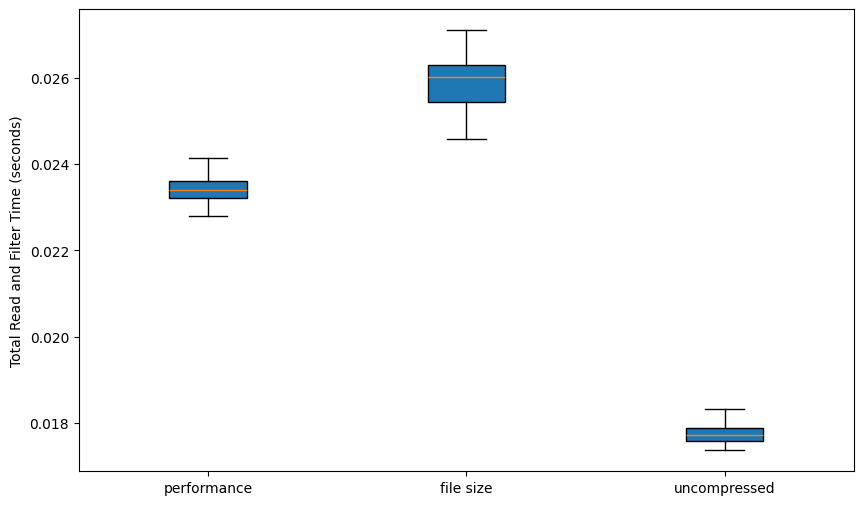 Total Read and Filter Time (seconds)
0.026
0.024
0.022
0.020
0.018
performance
file size
uncompressed